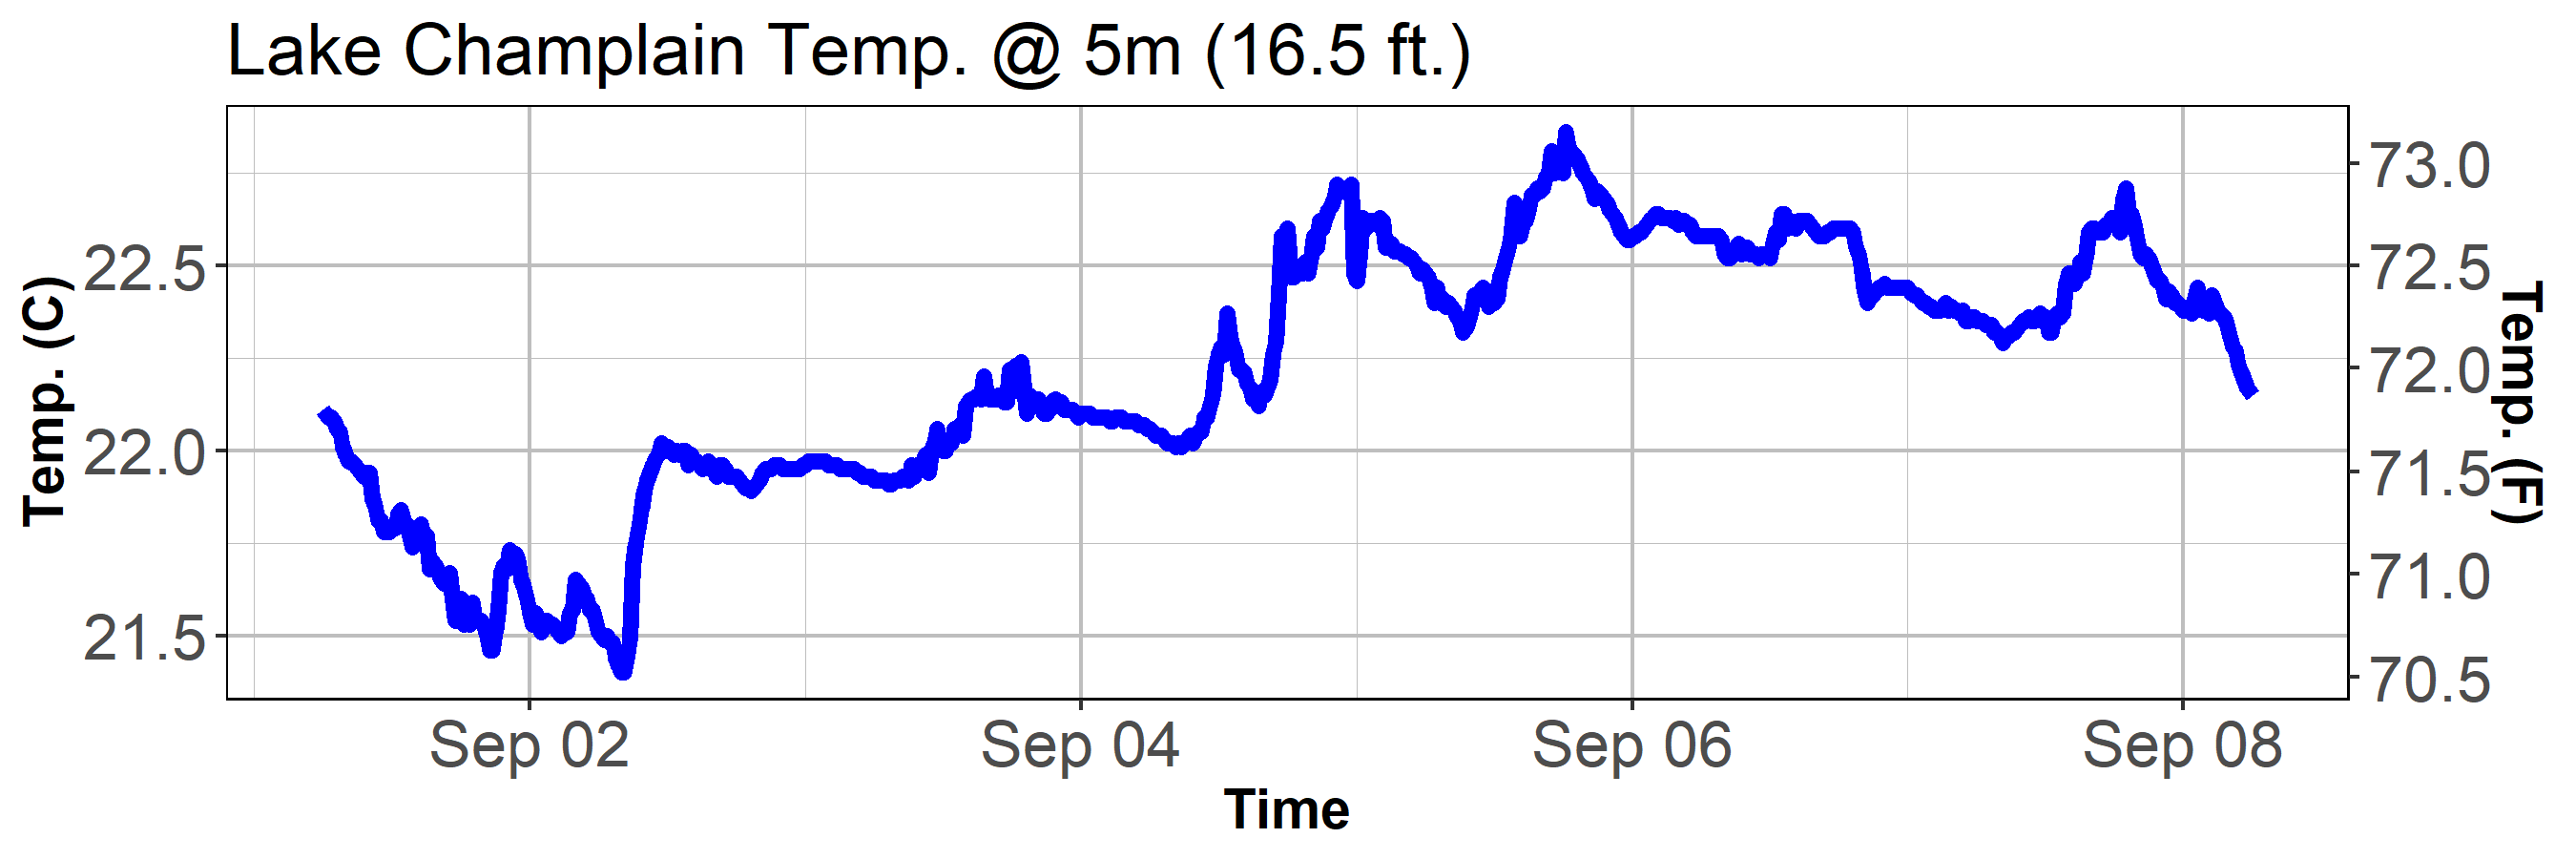 Lake Champlain Temp. @ 5m (16.5 ft.)
Temp. (C)
22.5
22.0
21.5
73.0
72.5
72.0
71.5
71.0
70.5
Temp. (F)
Sep 02 Sep 04 Sep 06 Sep 08
Time